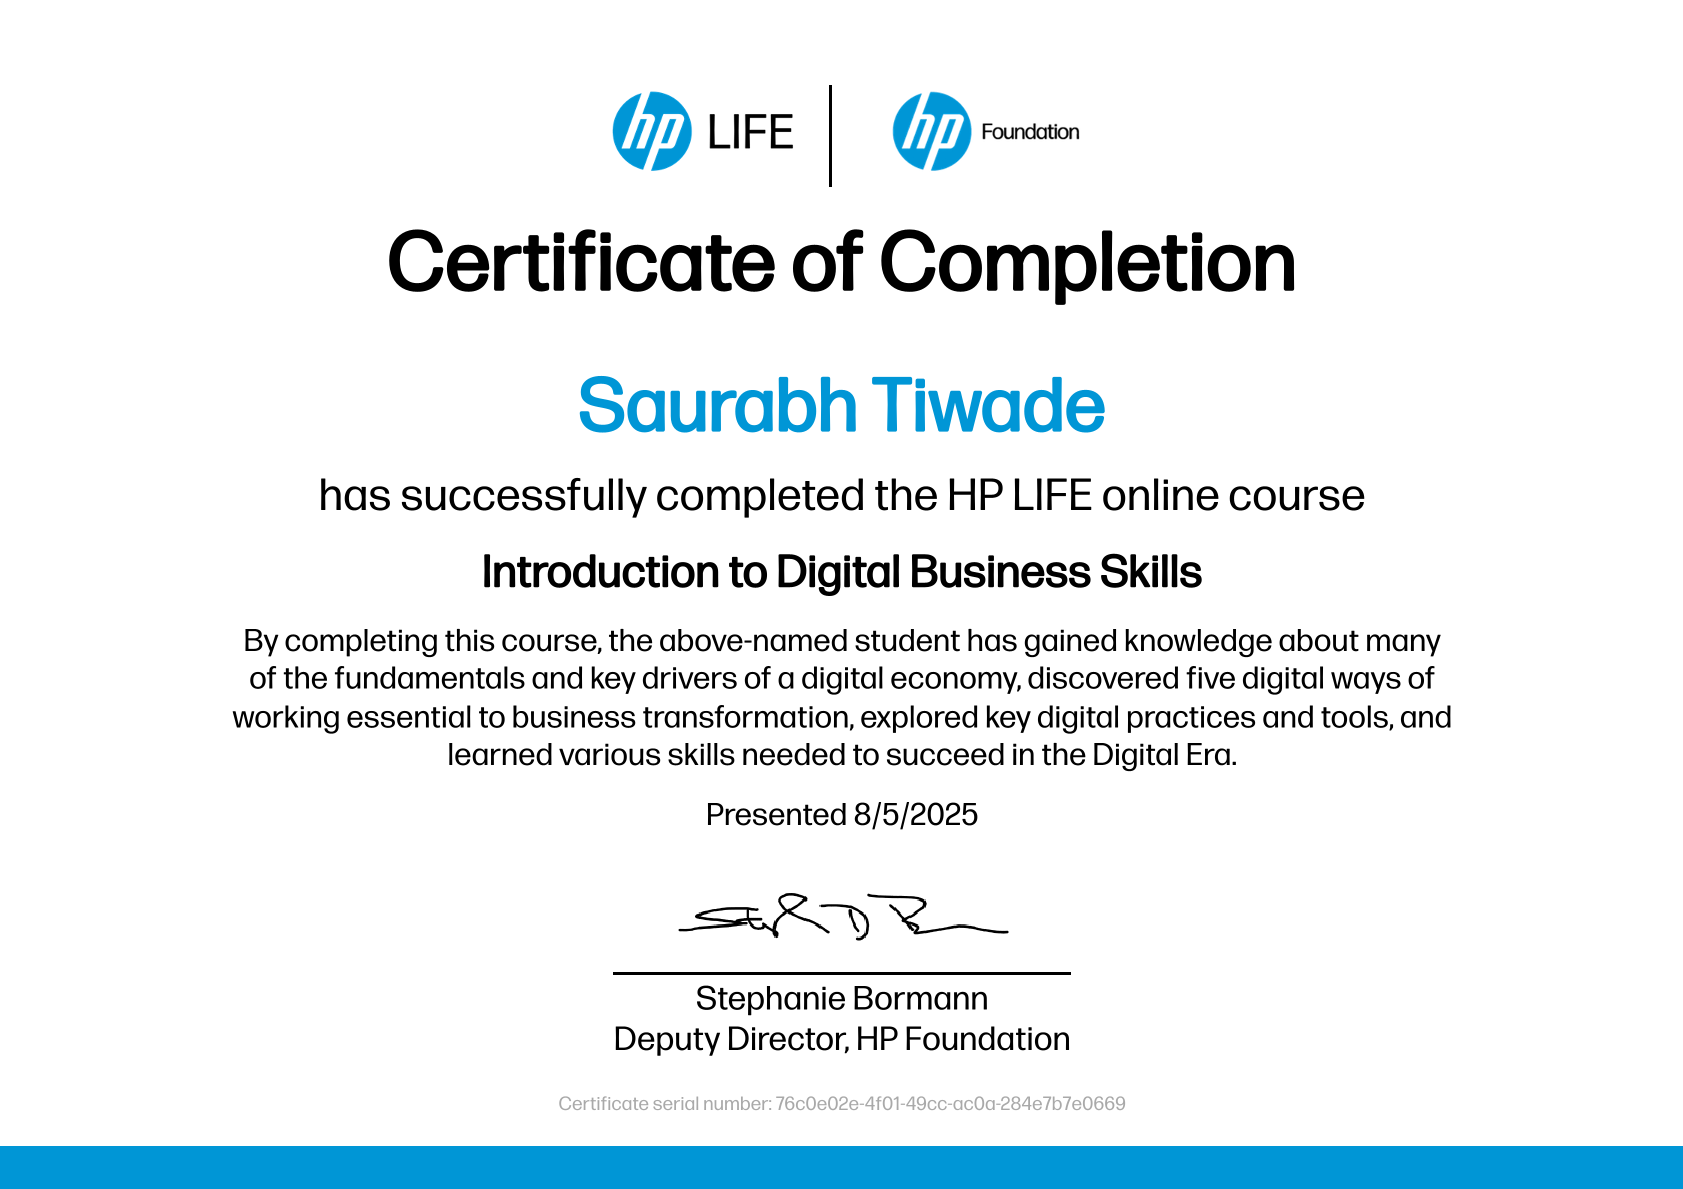 hp LIFE hp Foundation
Certificate of Completion
Saurabh Tiwade
has successfully completed the HP LIFE online course
Introduction to Digital Business Skills
By completing this course, the above-named student has gained knowledge about many
of the fundamentals and key drivers of a digital economy, discovered five digital ways of
working essential to business transformation, explored key digital practices and tools, and
learned various skills needed to succeed in the Digital Era.
Presented 8/5/2025
Stephanie Bormann
Deputy Director, HP Foundation
Certificate serial number: 76c0e02e-4f01-49cc-ac0a-284e7b7e0669